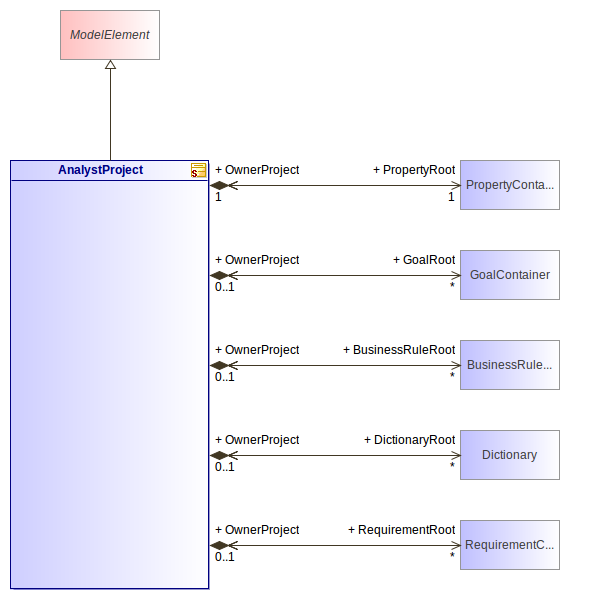 ModelElement
AnalystProject
+ OwnerProject
+ PropertyRoot
1
1
PropertyConta...
+ OwnerProject
+ GoalRoot
0..1
*
GoalContainer
+ OwnerProject
+ BusinessRuleRoot
0..1
*
BusinessRule...
+ OwnerProject
+ DictionaryRoot
0..1
*
Dictionary
+ OwnerProject
+ RequirementRoot
0..1
*
RequirementC...